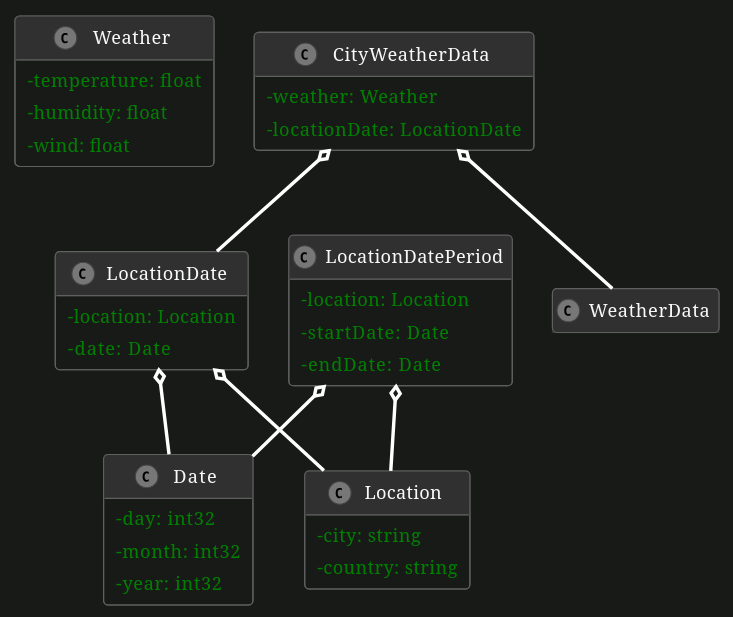 C Weather
-temperature: float
-humidity: float
-wind: float
C CityWeatherData
-weather: Weather
-locationDate: LocationDate
C LocationDate
-location: Location
-date: Date
C LocationDatePeriod
-location: Location
-startDate: Date
-endDate: Date
C WeatherData
C Date
-day: int32
-month: int32
-year: int32
C Location
-city: string
-country: string